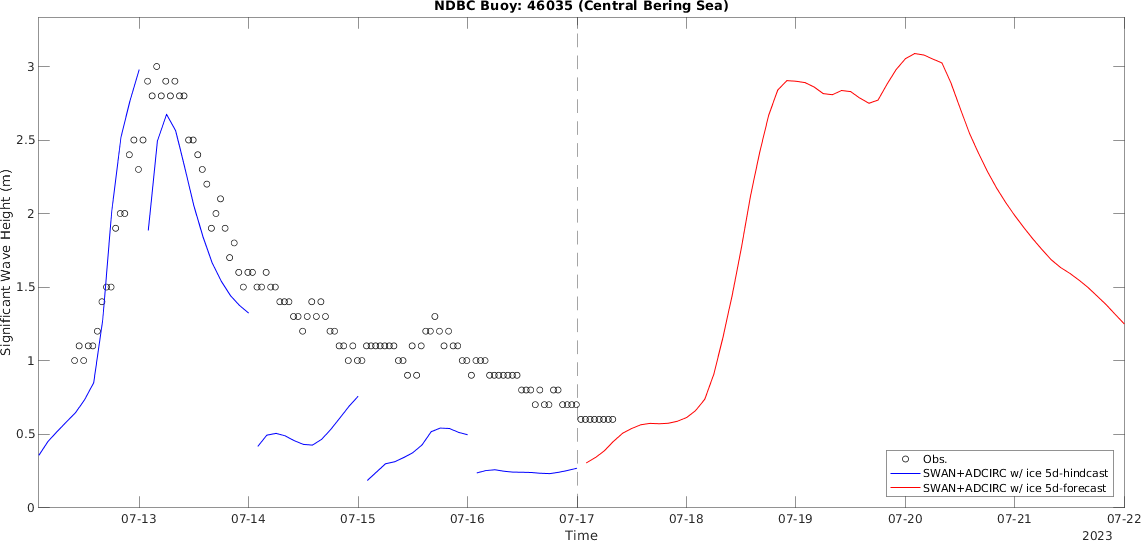 NDBC Buoy: 46035 (Central Bering Sea)
Significant Wave Height (m)
3
2.5
2
1.5
1
0.5
0
Obs.
SWAN+ADCIRC w/ ice 5d-hindcast
SWAN+ADCIRC w/ ice 5d-forecast
07-13 07-14 07-15 07-16 07-17 07-18 07-19 07-20 07-21 07-22
Time 2023